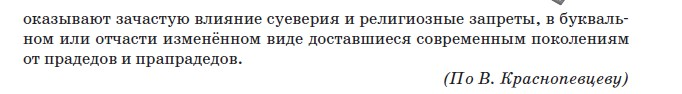 оказывают зачастую влияние суеверия и религиозные запреты, в букваль-
ном или отчасти изменённом виде доставшиеся современным поколениям
от прадедов и прапрадедов.
(По В. Краснопевцеву)